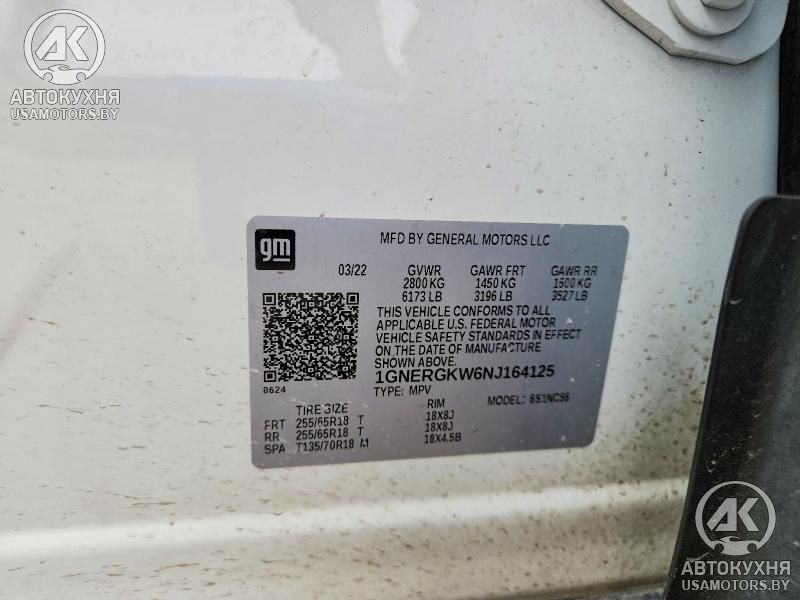 AK
АВТОКУХНЯ
USAMOTORS.BY
gm
MFD BY GENERAL MOTORS LLC
03/22 GVWR GAWR FRT GAWR RR
2800 KG 1450 KG 1600 KG
6173 LB 3196 LB 3527 LB
THIS VEHICLE CONFORMS TO ALL
APPLICABLE U.S. FEDERAL MOTOR
VEHICLE SAFETY STANDARDS IN EFFECT
ON THE DATE OF MANUFACTURE
SHOWN ABOVE.
1GNERGKW6NJ164125
8624
TYPE: MPV MODEL:
TIRE SIZE RIM
FRT 255/65R18 T 18X8J
RR 255/65R18 T 18X8J
SPA T135/70R18 M 18X4.5B
AK
АВТОКУХНЯ
USAMOTORS.BY